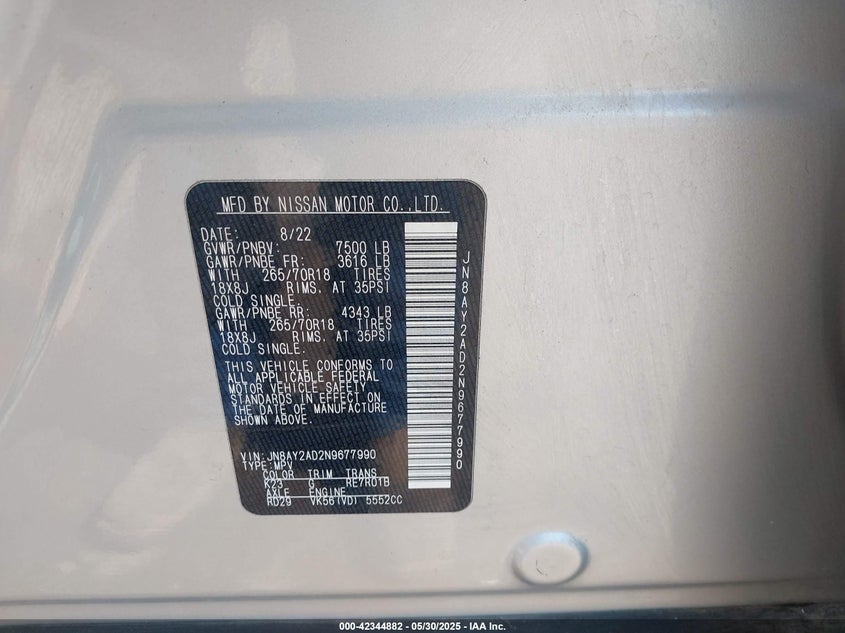 MFD BY NISSAN MOTOR CO.,LTD.
DATE: 8/22
GVWR/PNBV: 7500 LB
GAWR/PNBE FR: 3616 LB
WITH 265/70R18 TIRES
18X8J RIMS, AT 35PSI
COLD SINGLE.
GAWR/PNBE RR: 4343 LB
WITH 265/70R18 TIRES
18X8J RIMS, AT 35PSI
COLD SINGLE.
THIS VEHICLE CONFORMS TO
ALL APPLICABLE FEDERAL
MOTOR VEHICLE SAFETY
STANDARDS IN EFFECT ON
THE DATE OF MANUFACTURE
SHOWN ABOVE.
VIN:JN8AY2AD2N9677990
TYPE:MPV
COLOR TRIM TRANS
K23 G RE7R01B
AXLE ENGINE
RD29 VK56(VD) 5552CC
JN8AY2AD2N9677990
000-42344882 - 05/30/2025 - IAA Inc.